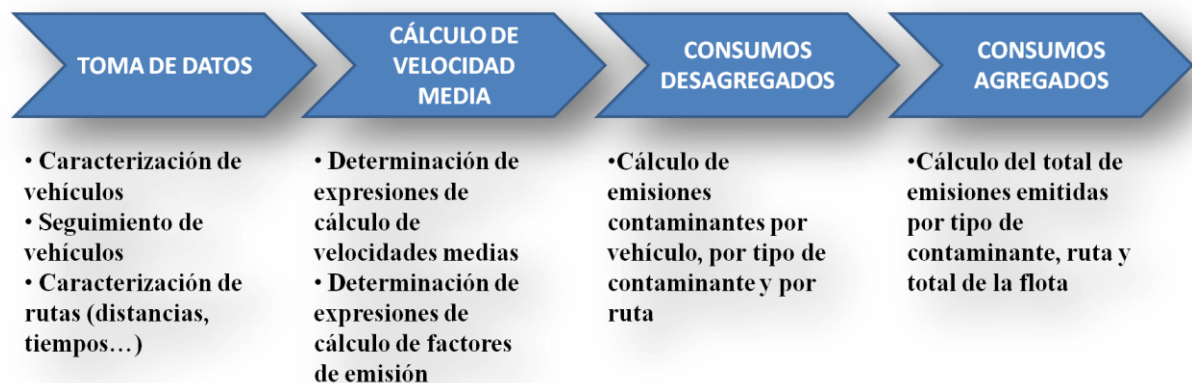 TOMA DE DATOS
CÁLCULO DE
VELOCIDAD
MEDIA
CONSUMOS
DESAGREGADOS
CONSUMOS
AGREGADOS
• Caracterización de
vehículos
• Seguimiento de
vehículos
• Caracterización de
rutas (distancias,
tiempos…)
• Determinación de
expresiones de
cálculo de
velocidades medias
• Determinación de
expresiones de
cálculo de factores
de emisión
•Cálculo de
emisiones
contaminantes por
vehículo, por tipo de
contaminante y por
ruta
•Cálculo del total de
emisiones emitidas
por tipo de
contaminante, ruta y
total de la flota